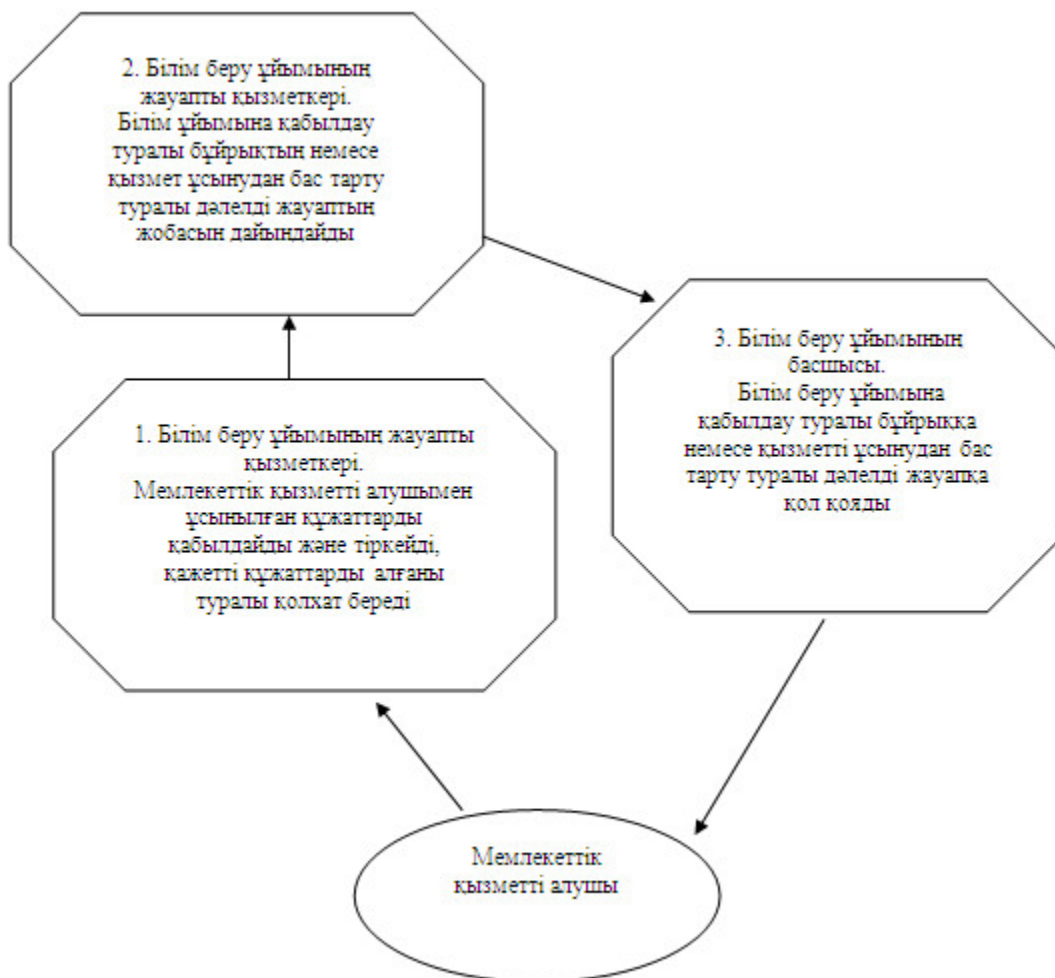 2. Білім беру ұйымының
жауапты қызметкері.
Білім ұйымына қабылдау
туралы бұйрықтың немесе
қызмет ұсынудан бас тарту
туралы дәлелді жауаптың
жобасын дайындайды
3. Білім беру ұйымының
басшысы.
Білім беру ұйымына
қабылдау туралы бұйрыққа
немесе қызметті ұсынудан бас
тарту туралы дәлелді жауапқа
қол қояды
1. Білім беру ұйымының жауапты
қызметкері.
Мемлекеттік қызметті алушымен
ұсынылған құжаттарды
қабылдайды және тіркейді,
қажетті құжаттарды алғаны
туралы қолхат береді
Мемлекеттік
қызметті алушы